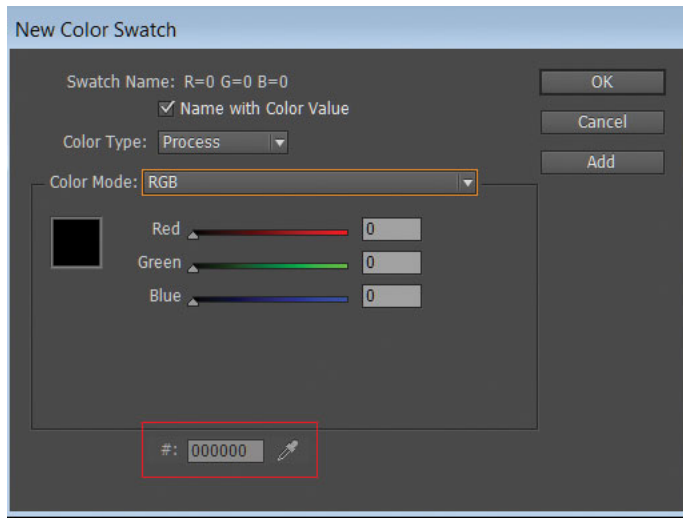 New Color Swatch
Swatch Name: R=0 G=0 B=0
OK
Name with Color Value
Cancel
Color Type: Process
Add
Color Mode: RGB
Red 0
Green 0
Blue 0
#: 000000